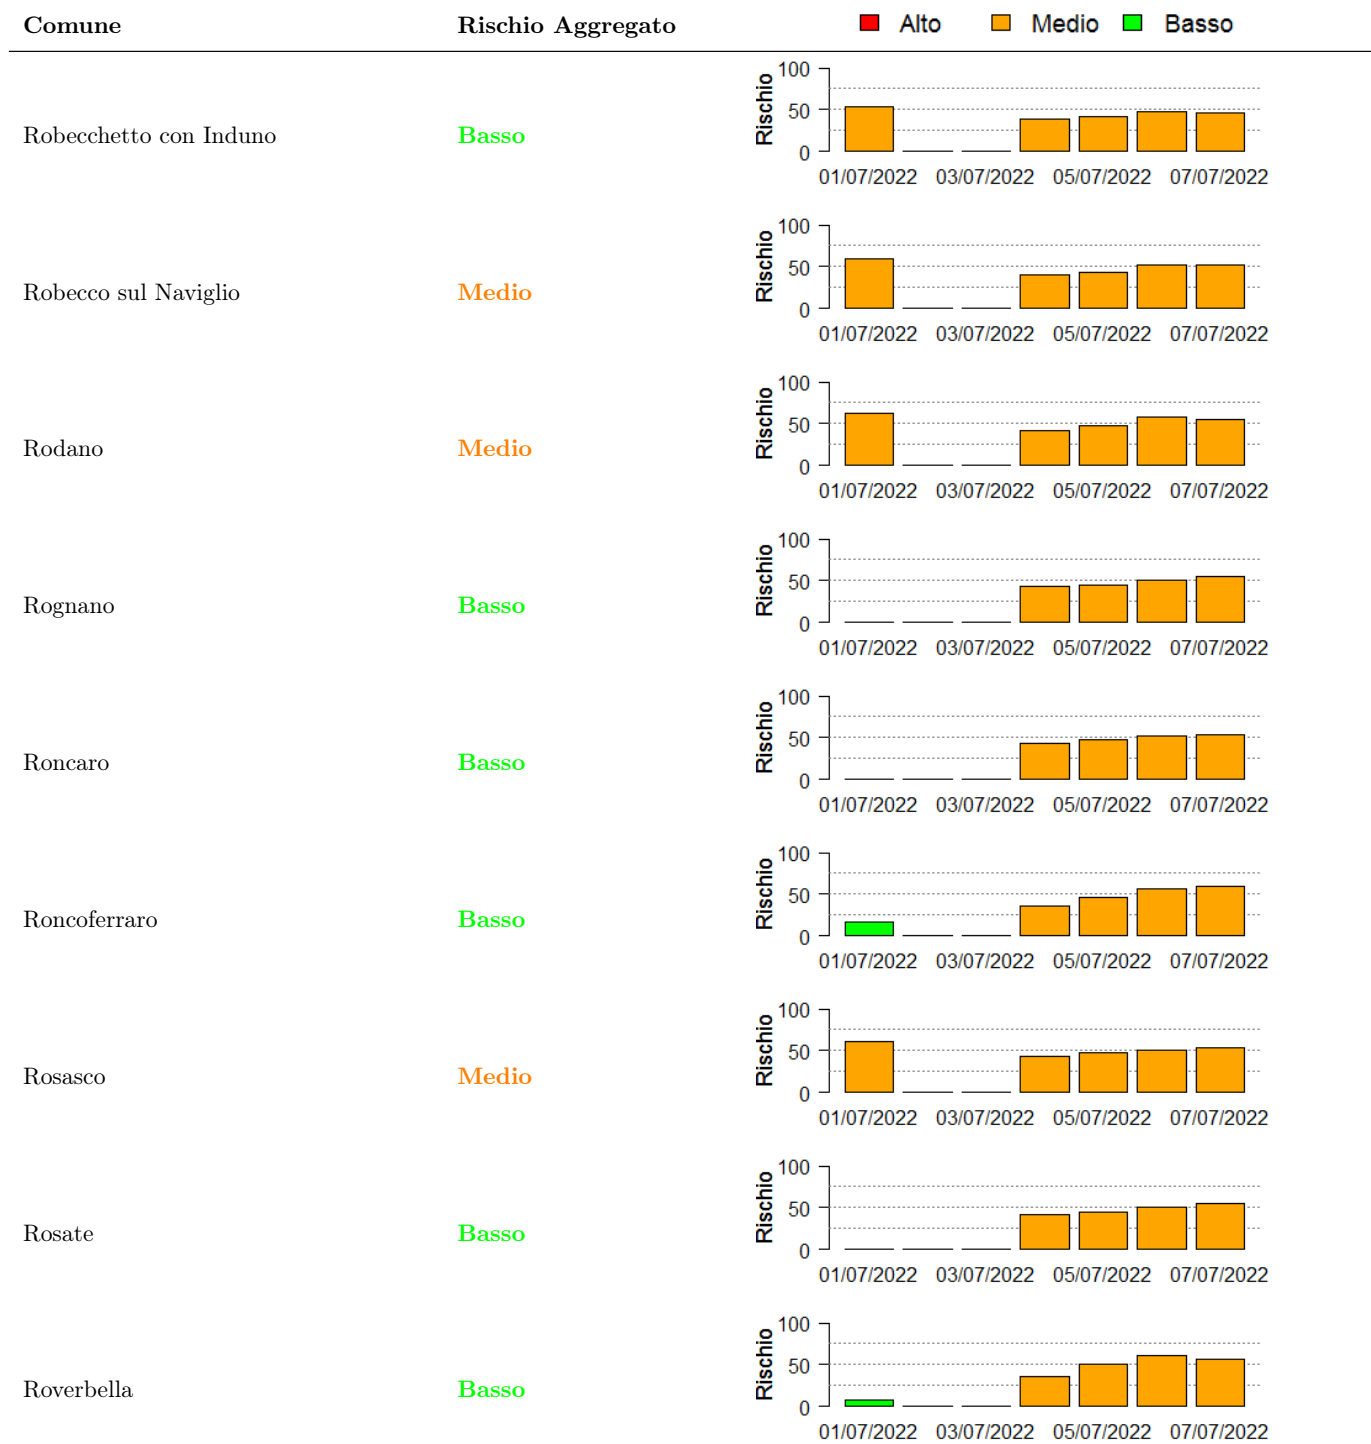 Comune Rischio Aggregato Alto Medio Basso
Robecchetto con Induno Basso Rischio 100 50 0
01/07/2022 03/07/2022 05/07/2022 07/07/2022
Robecco sul Naviglio Medio Rischio 100 50 0
01/07/2022 03/07/2022 05/07/2022 07/07/2022
Rodano Medio Rischio 100 50 0
01/07/2022 03/07/2022 05/07/2022 07/07/2022
Rognano Basso Rischio 100 50 0
01/07/2022 03/07/2022 05/07/2022 07/07/2022
Roncaro Basso Rischio 100 50 0
01/07/2022 03/07/2022 05/07/2022 07/07/2022
Roncoferraro Basso Rischio 100 50 0
01/07/2022 03/07/2022 05/07/2022 07/07/2022
Rosasco Medio Rischio 100 50 0
01/07/2022 03/07/2022 05/07/2022 07/07/2022
Rosate Basso Rischio 100 50 0
01/07/2022 03/07/2022 05/07/2022 07/07/2022
Roverbella Basso Rischio 100 50 0
01/07/2022 03/07/2022 05/07/2022 07/07/2022